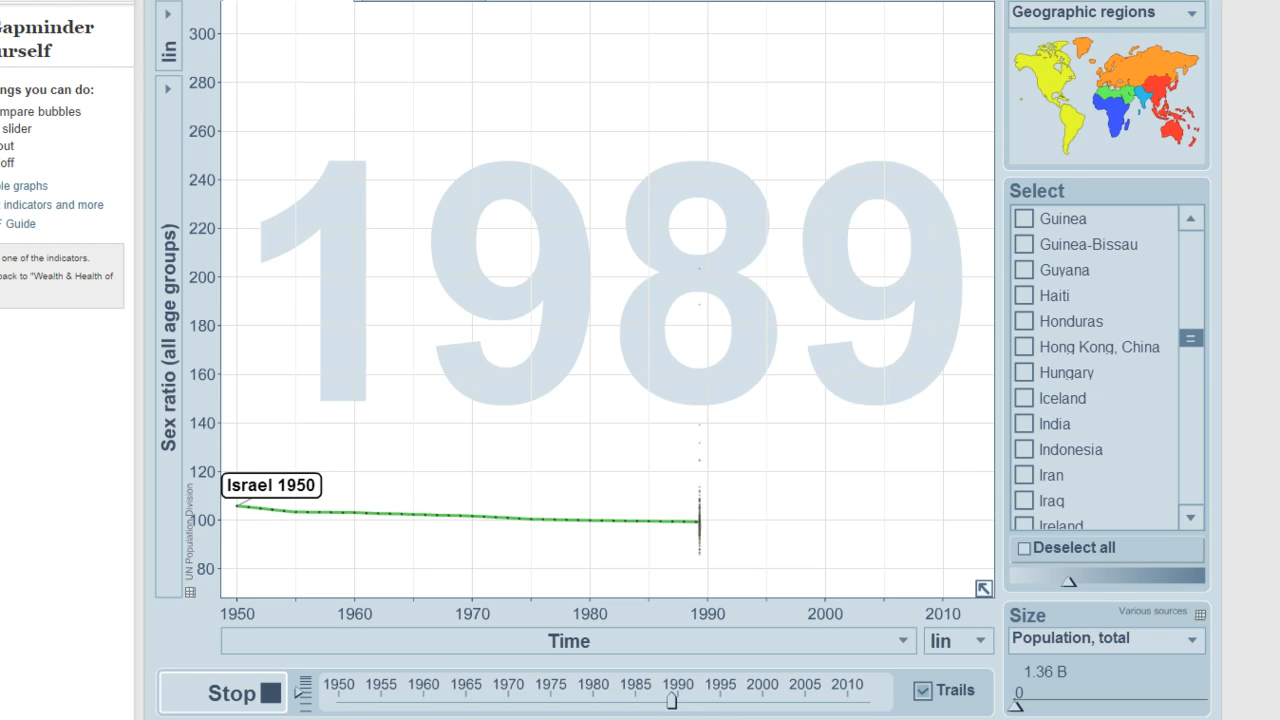 Gapminder
urself
ngs you can do:
mpare bubbles
slider
out
off
le graphs
indicators and more
Guide
one of the indicators.
back to "Wealth & Health of
lin
Sex ratio (all age groups)
UN Population Division
300
280
260
240
220
200
180
160
140
120
100
80
1989
Israel 1950
1950 1960 1970 1980 1990 2000 2010
Time
lin
Stop
1950 1955 1960 1965 1970 1975 1980 1985 1990 1995 2000 2005 2010
Trails
Geographic regions
Select
Guinea
Guinea-Bissau
Guyana
Haiti
Honduras
Hong Kong, China
Hungary
Iceland
India
Indonesia
Iran
Iraq
Ireland
Deselect all
Size
Various sources
Population, total
1.36 B
0